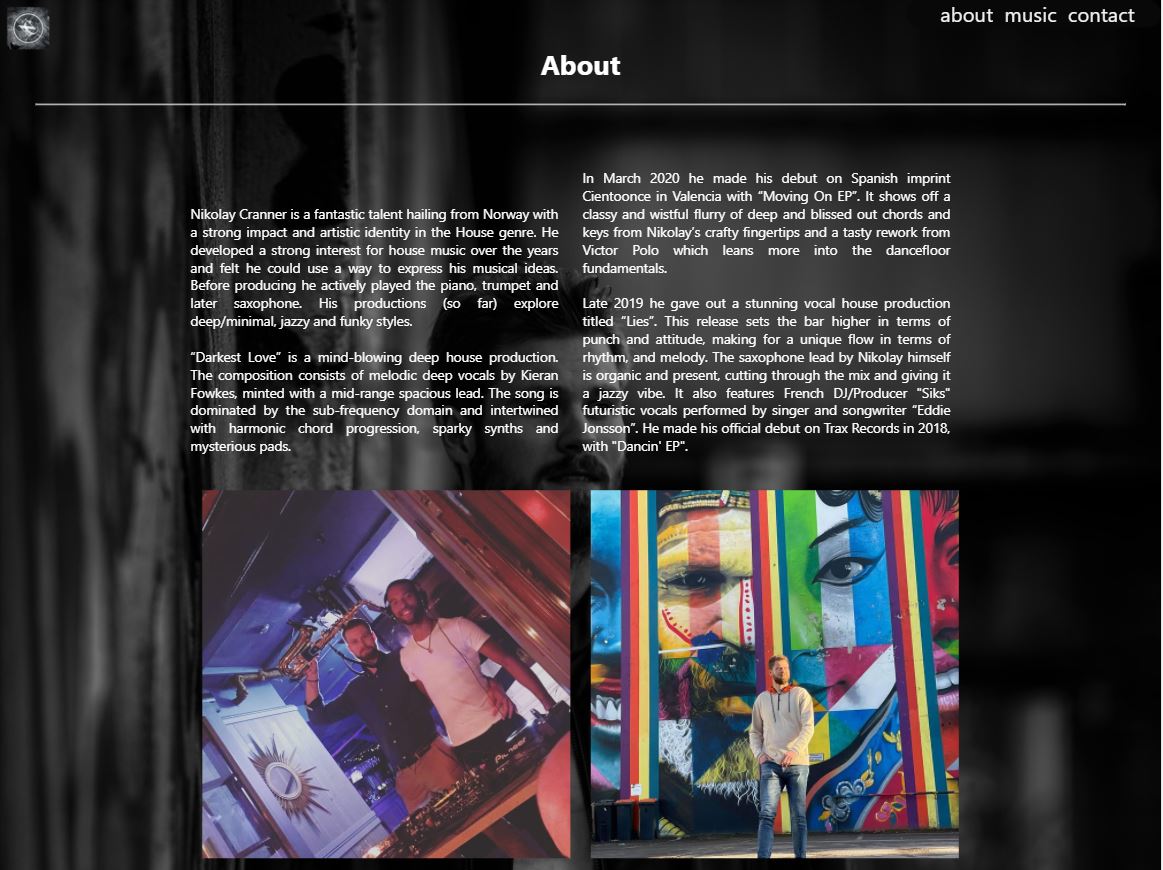 about music contact
About
Nikolay Cranner is a fantastic talent hailing from Norway with
a strong impact and artistic identity in the House genre. He
developed a strong interest for house music over the years
and felt he could use a way to express his musical ideas.
Before producing he actively played the piano, trumpet and
later saxophone. His productions (so far) explore
deep/minimal, jazzy and funky styles.
“Darkest Love” is a mind-blowing deep house production.
The composition consists of melodic deep vocals by Kieran
Fowkes, minted with a mid-range spacious lead. The song is
dominated by the sub-frequency domain and intertwined
with harmonic chord progression, sparky synths and
mysterious pads.
In March 2020 he made his debut on Spanish imprint
Cientoonce in Valencia with “Moving On EP”. It shows off a
classy and wistful flurry of deep and blissed out chords and
keys from Nikolay’s crafty fingertips and a tasty rework from
Victor Polo which leans more into the dancefloor
fundamentals.
Late 2019 he gave out a stunning vocal house production
titled “Lies”. This release sets the bar higher in terms of
punch and attitude, making for a unique flow in terms of
rhythm, and melody. The saxophone lead by Nikolay himself
is organic and present, cutting through the mix and giving it
a jazzy vibe. It also features French DJ/Producer "Siks"
futuristic vocals performed by singer and songwriter “Eddie
Jonsson”. He made his official debut on Trax Records in 2018,
with "Dancin' EP".
Pioneer